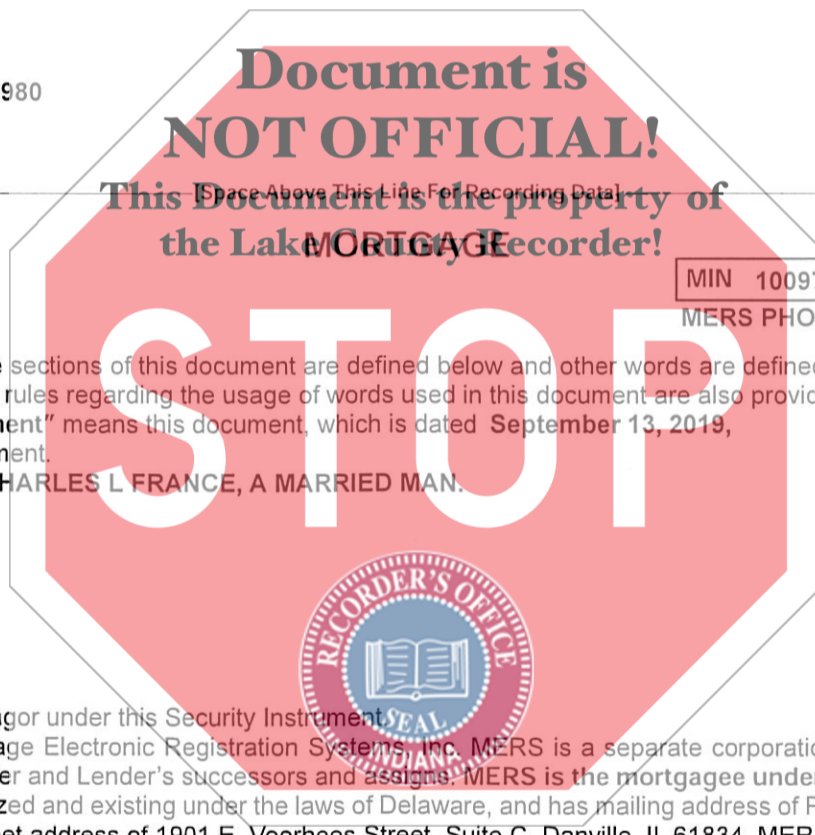 Document is
980
NOT OFFICIAL!
[Space Above This Line For Recording Data]
This Document is the property of
the Lake County Recorder!
MORTGAGE
MIN 1009
MERS PHO
STOP
sections of this document are defined below and other words are defined
rules regarding the usage of words used in this document are also provid
ent" means this document, which is dated September 13, 2019,
ent.
HARLES L FRANCE, A MARRIED MAN.
RECORDER'S OFFICE
SEAL
INDIANA
gor under this Security Instrument.
age Electronic Registration Systems, Inc. MERS is a separate corporatio
er and Lender's successors and assigns. MERS is the mortgagee unde
zed and existing under the laws of Delaware, and has mailing address of
et address of 1901 E. Voorhees Street, Suite C, Danville, IL 61834. MER